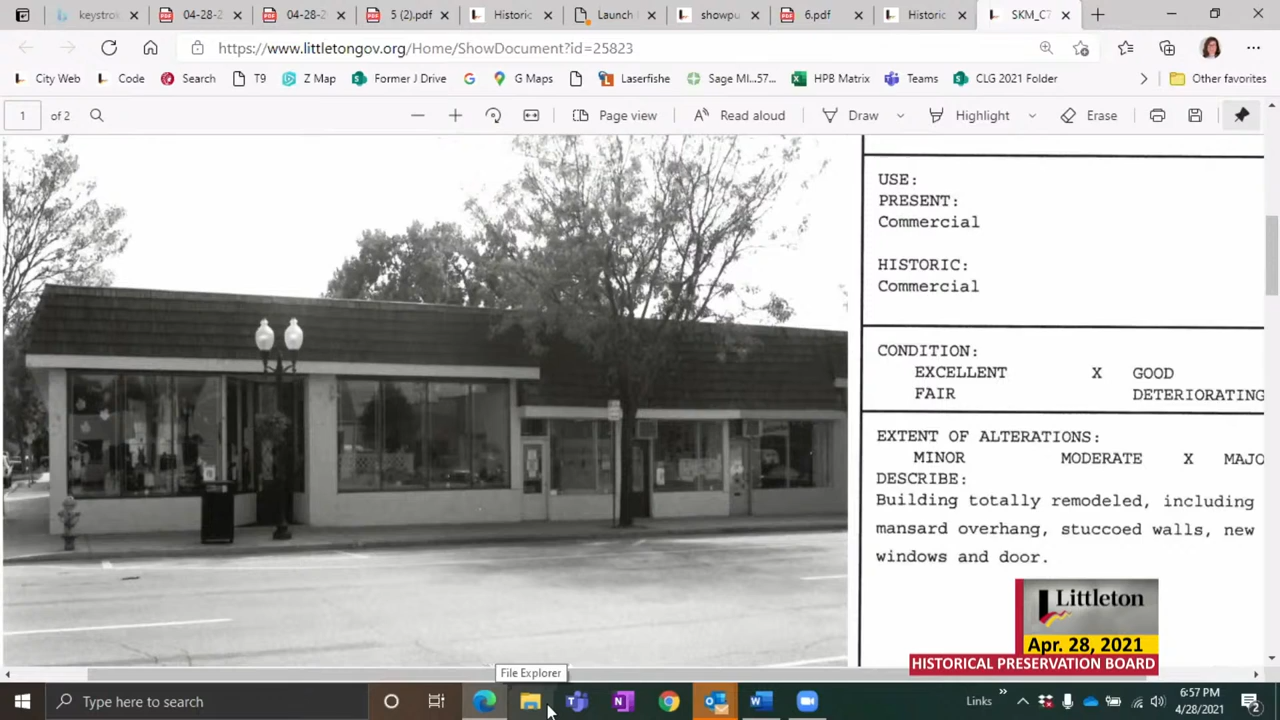 keystrok
04-28-2
04-28-2
5 (2).pdf
Historic
Launch
showpu
6.pdf
Historic
SKM_C7
https://www.littletongov.org/Home/ShowDocument?id=25823
City Web
Code
Search
T9
Z Map
Former J Drive
G Maps
Laserfishe
Sage MI...57...
HPB Matrix
Teams
CLG 2021 Folder
Other favorites
1 of 2
Page view
Read aloud
Draw
Highlight
Erase
USE:
PRESENT:
Commercial
HISTORIC:
Commercial
CONDITION:
EXCELLENT X GOOD
FAIR DETERIORATING
EXTENT OF ALTERATIONS:
MINOR MODERATE X MAJO
DESCRIBE:
Building totally remodeled, including
mansard overhang, stuccoed walls, new
windows and door.
Littleton
Apr. 28, 2021
HISTORICAL PRESERVATION BOARD
File Explorer
Type here to search
Links
6:57 PM
4/28/2021
2